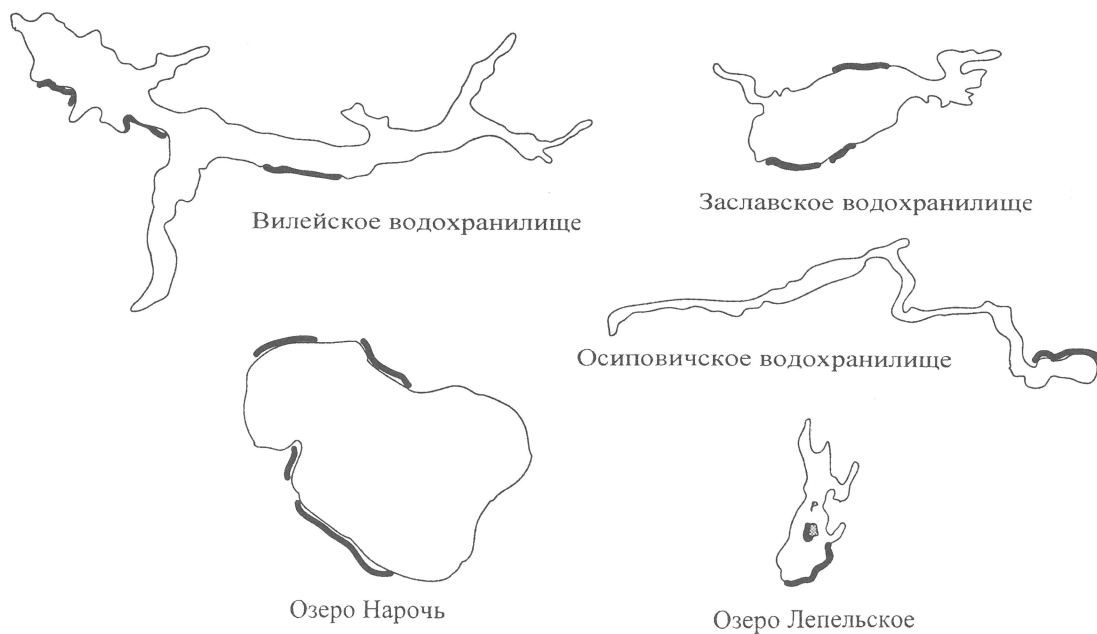 Вилейское водохранилище
Заславское водохранилище
Осиповичское водохранилище
Р
Озеро Нарочь
Озеро Лепельское